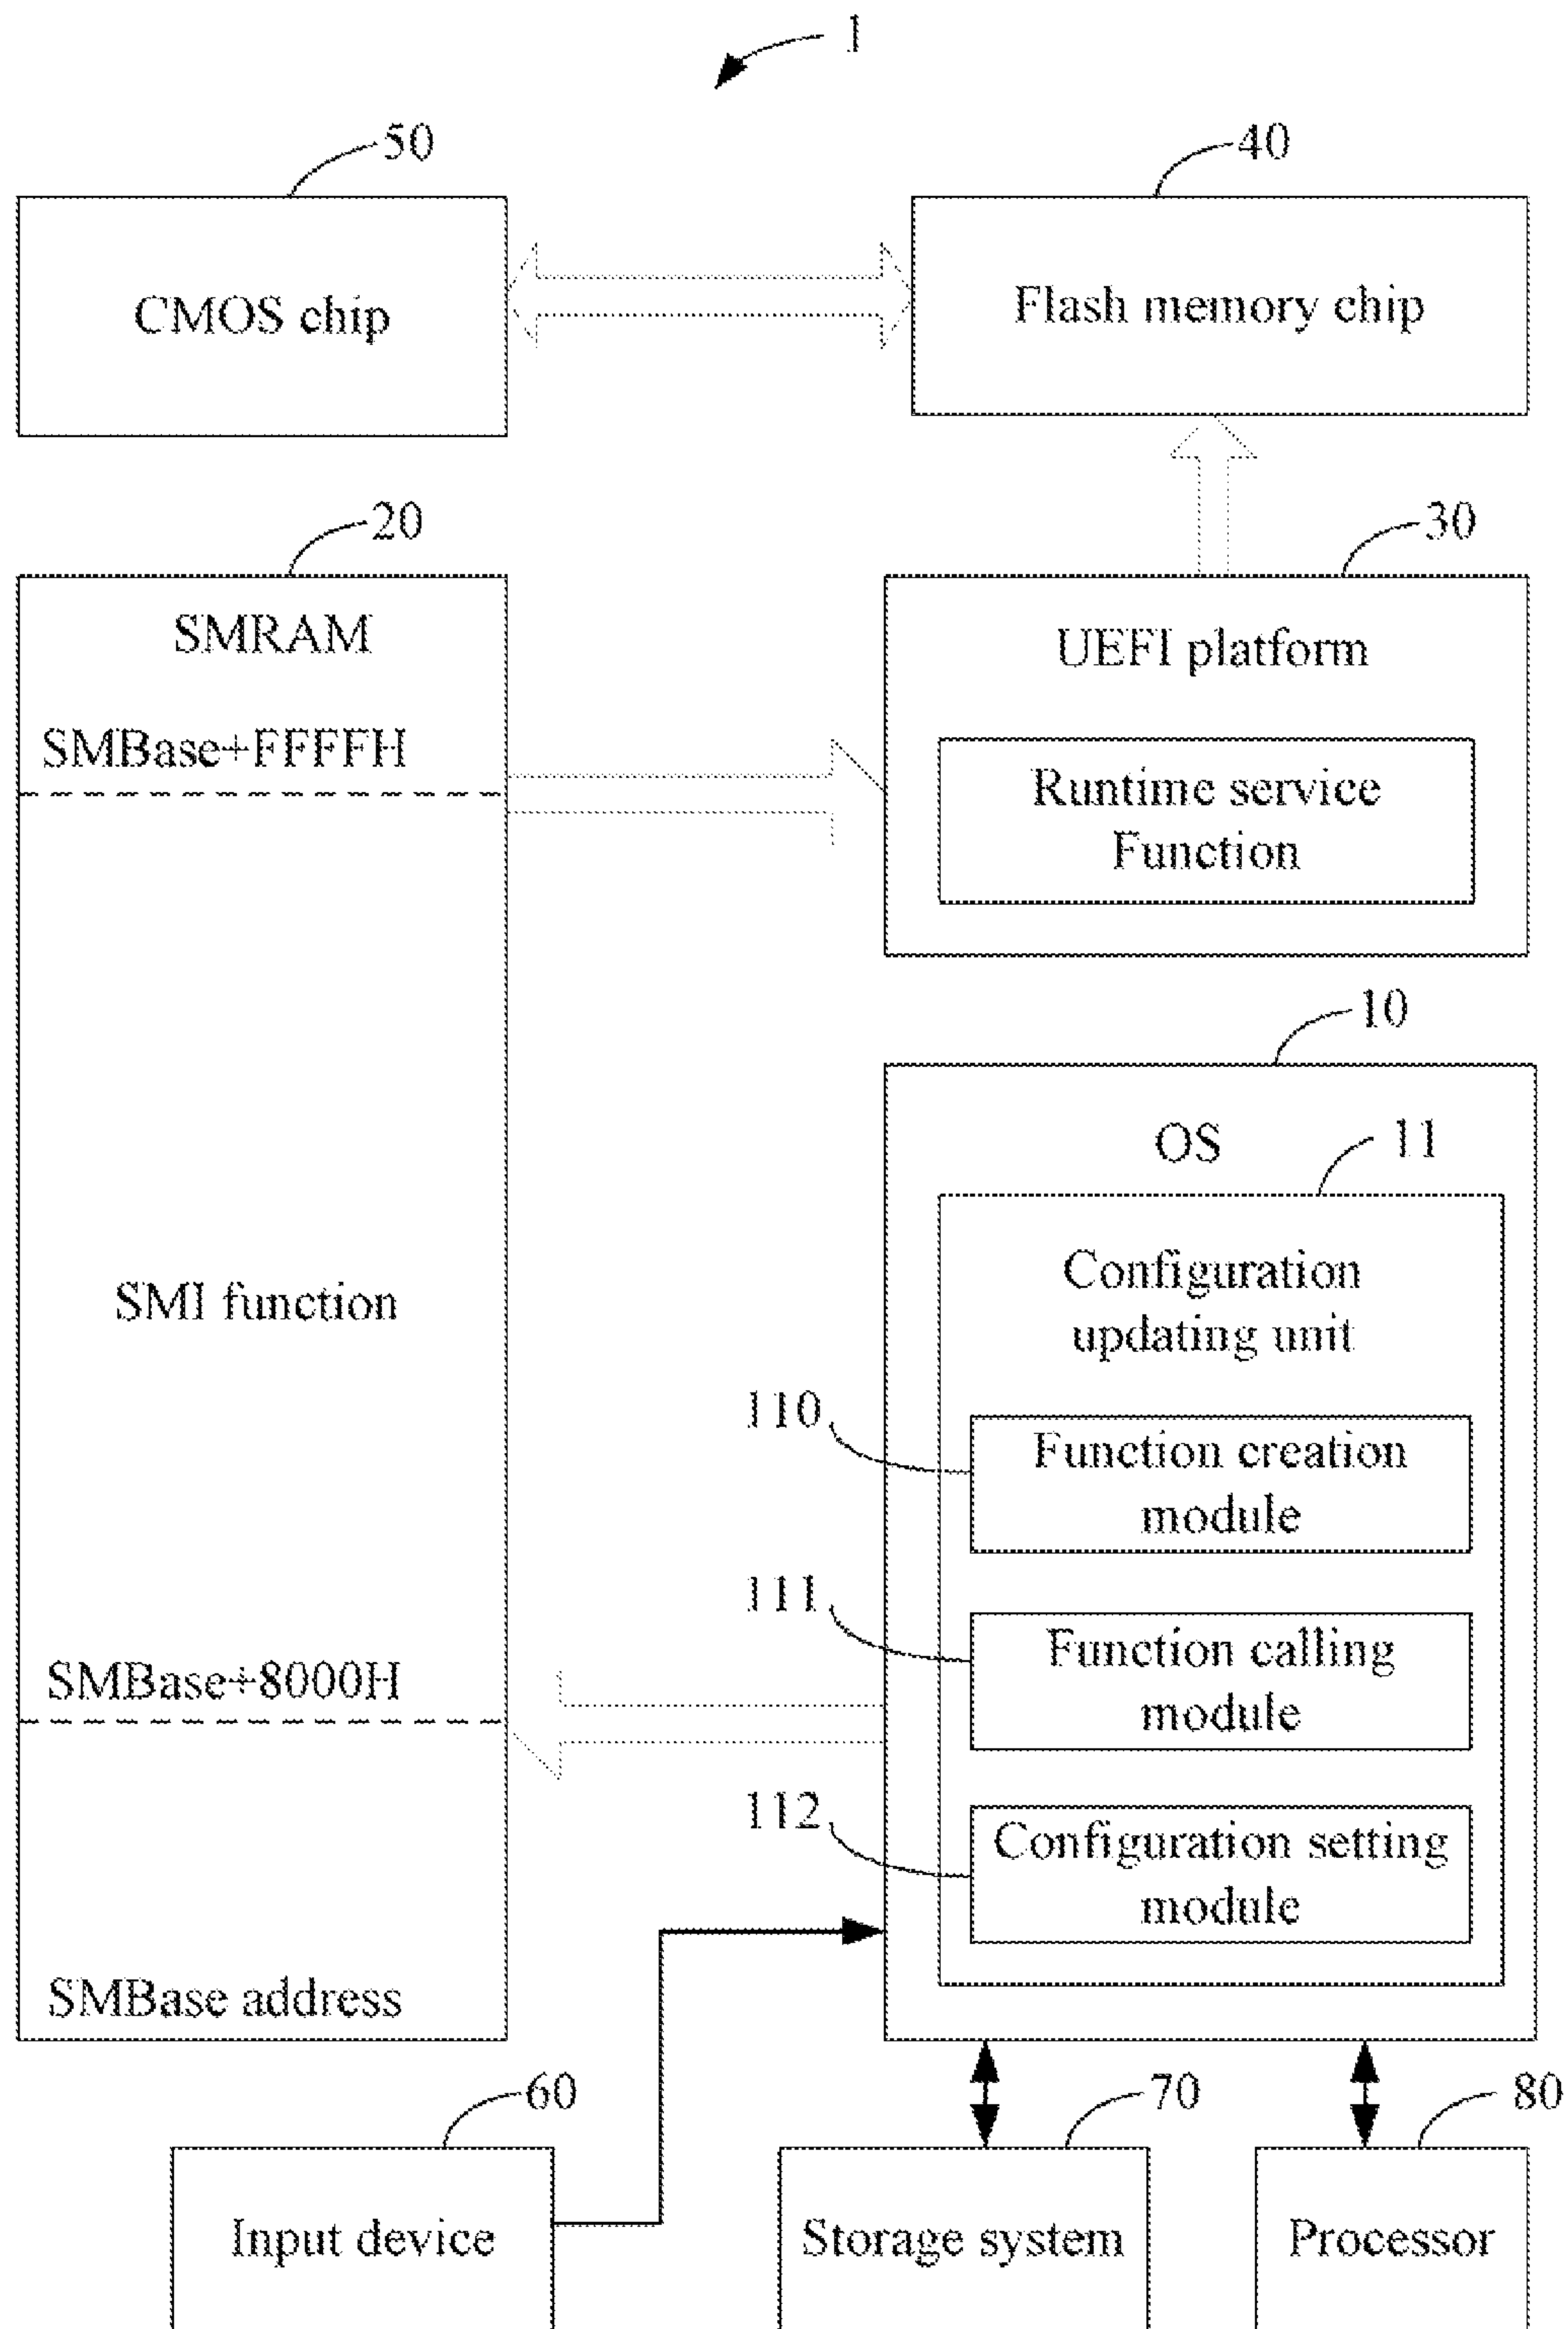 1
50
40
CMOS chip
Flash memory chip
20
30
SMRAM
UEFI platform
SMBase+FFFFH
Runtime service
Function
10
OS
11
SMI function
Configuration
updating unit
110
Function creation
module
111
Function calling
module
SMBase+8000H
112
Configuration setting
module
SMBase address
60
70
80
Input device
Storage system
Processor